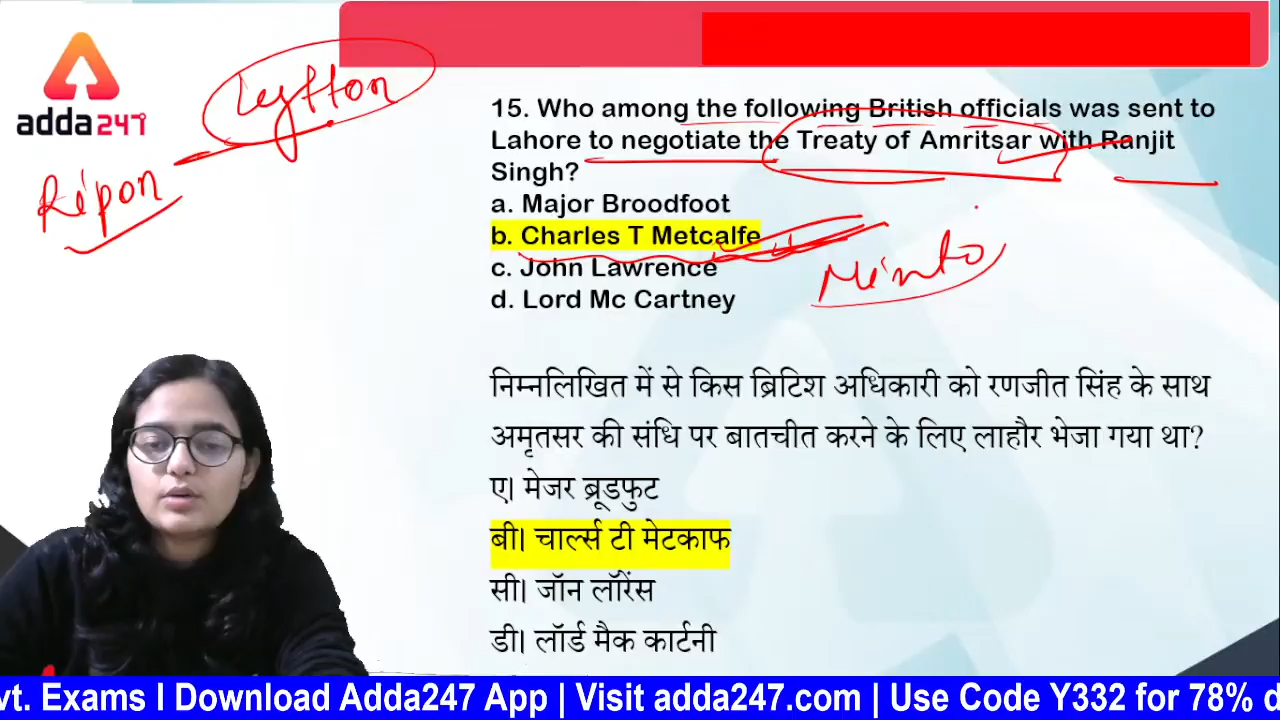 adda247
Lytton
Ripon
15. Who among the following British officials was sent to
Lahore to negotiate the Treaty of Amritsar with Ranjit
Singh?
a. Major Broodfoot
b. Charles T Metcalfe
c. John Lawrence
d. Lord Mc Cartney
Minto
निम्नलिखित में से किस ब्रिटिश अधिकारी को रणजीत सिंह के साथ
अमृतसर की संधि पर बातचीत करने के लिए लाहौर भेजा गया था?
ए। मेजर ब्रूडफुट
बी। चार्ल्स टी मेटकाफ
सी। जॉन लॉरेंस
डी। लॉर्ड मैक कार्टनी
vt. Exams I Download Adda247 App | Visit adda247.com | Use Code Y332 for 78% d